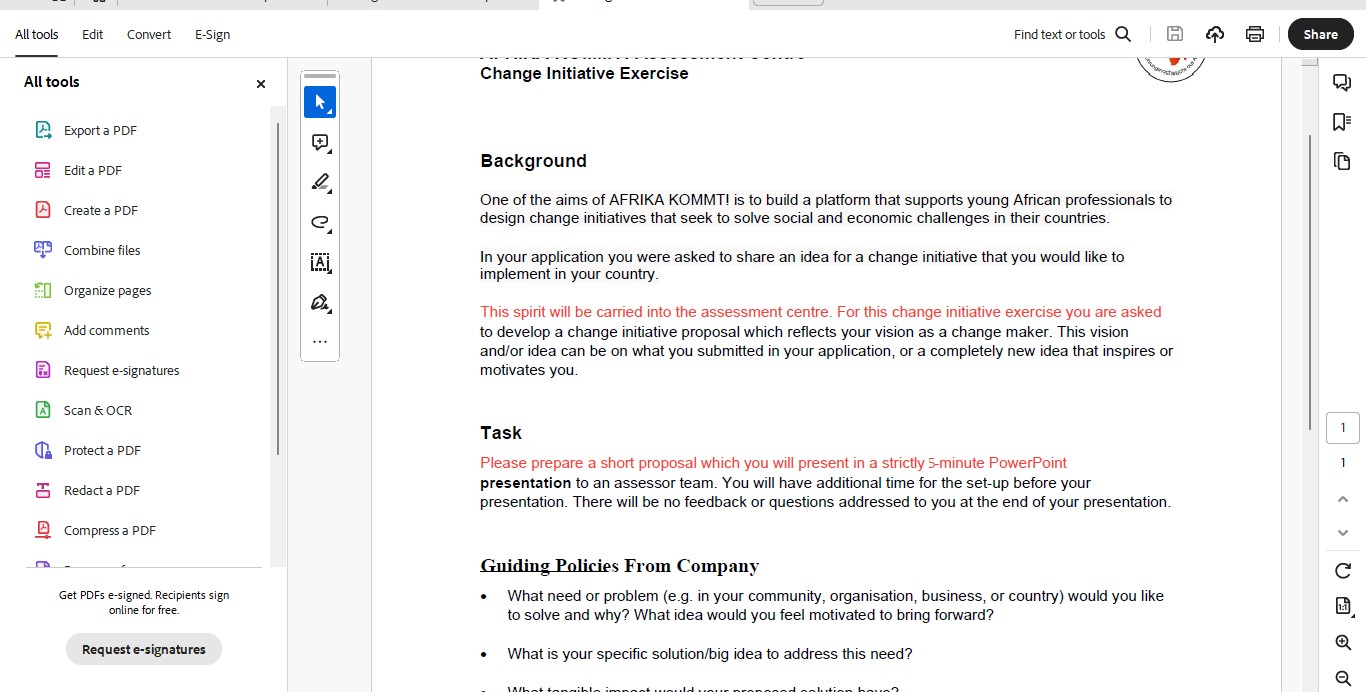 All tools
Edit
Convert
E-Sign
Find text or tools
Share
All tools
Export a PDF
Edit a PDF
Create a PDF
Combine files
Organize pages
Add comments
Request e-signatures
Scan & OCR
Protect a PDF
Redact a PDF
Compress a PDF
Get PDFs e-signed. Recipients sign
online for free.
Request e-signatures
Change Initiative Exercise
Background
One of the aims of AFRIKA KOMMT! is to build a platform that supports young African professionals to
design change initiatives that seek to solve social and economic challenges in their countries.
In your application you were asked to share an idea for a change initiative that you would like to
implement in your country.
This spirit will be carried into the assessment centre. For this change initiative exercise you are asked
to develop a change initiative proposal which reflects your vision as a change maker. This vision
and/or idea can be on what you submitted in your application, or a completely new idea that inspires or
motivates you.
Task
Please prepare a short proposal which you will present in a strictly 5-minute PowerPoint
presentation to an assessor team. You will have additional time for the set-up before your
presentation. There will be no feedback or questions addressed to you at the end of your presentation.
Guiding Policies From Company
• What need or problem (e.g. in your community, organisation, business, or country) would you like
to solve and why? What idea would you feel motivated to bring forward?
• What is your specific solution/big idea to address this need?
• What tangible impact would your proposed solution have?
1
1
1:1